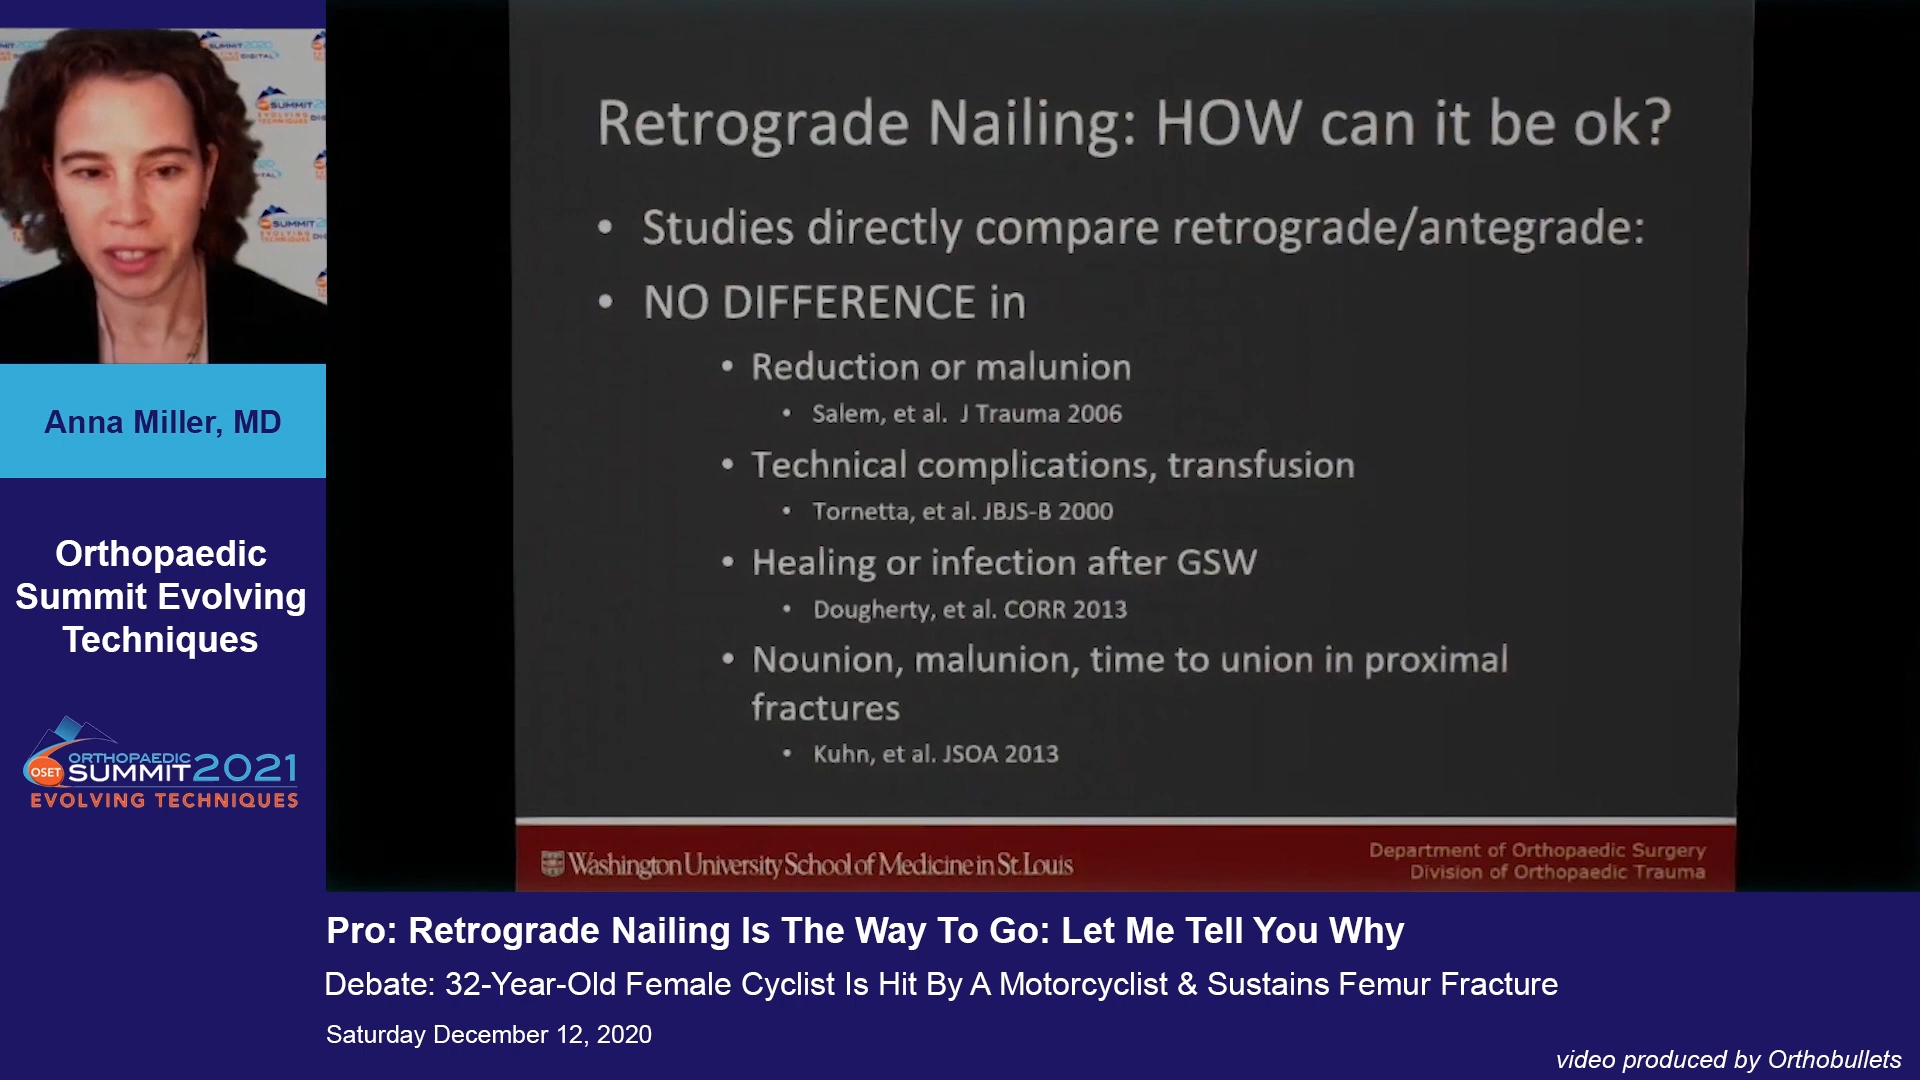 Retrograde Nailing: HOW can it be ok?
• Studies directly compare retrograde/antegrade:
• NO DIFFERENCE in
• Reduction or malunion
• Salem, et al. J Trauma 2006
• Technical complications, transfusion
• Tornetta, et al. JBJS-B 2000
• Healing or infection after GSW
• Dougherty, et al. CORR 2013
• Nounion, malunion, time to union in proximal
fractures
• Kuhn, et al. JSOA 2013
Washington University School of Medicine in St. Louis
Department of Orthopaedic Surgery
Division of Orthopaedic Trauma
Anna Miller, MD
Orthopaedic
Summit Evolving
Techniques
OSET
ORTHOPAEDIC
SUMMIT 2021
EVOLVING TECHNIQUES
Pro: Retrograde Nailing Is The Way To Go: Let Me Tell You Why
Debate: 32-Year-Old Female Cyclist Is Hit By A Motorcyclist & Sustains Femur Fracture
Saturday December 12, 2020
video produced by Orthobullets